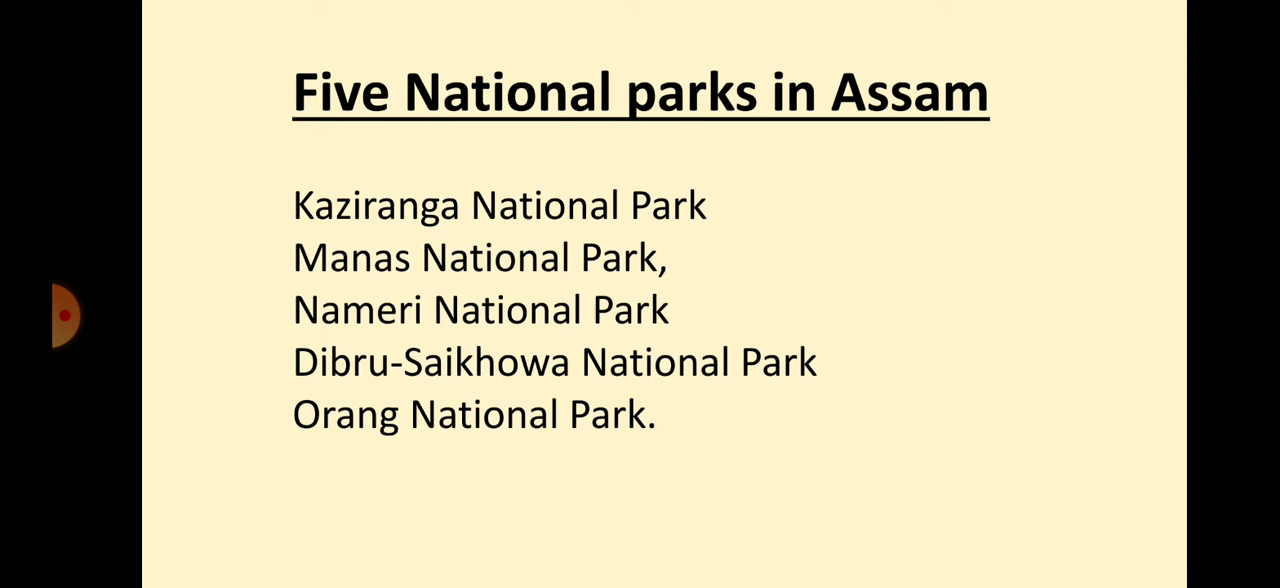 Five National parks in Assam
Kaziranga National Park
Manas National Park,
Nameri National Park
Dibru-Saikhowa National Park
Orang National Park.